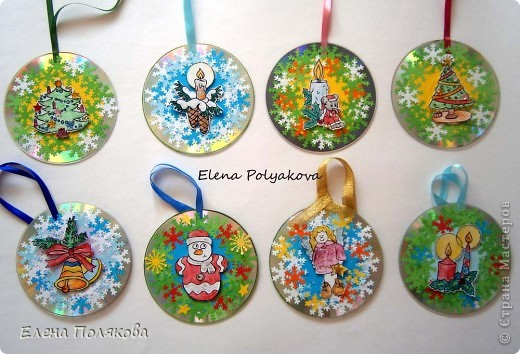 Elena Polyakova
Елена Полякова
© Страна Мастеров